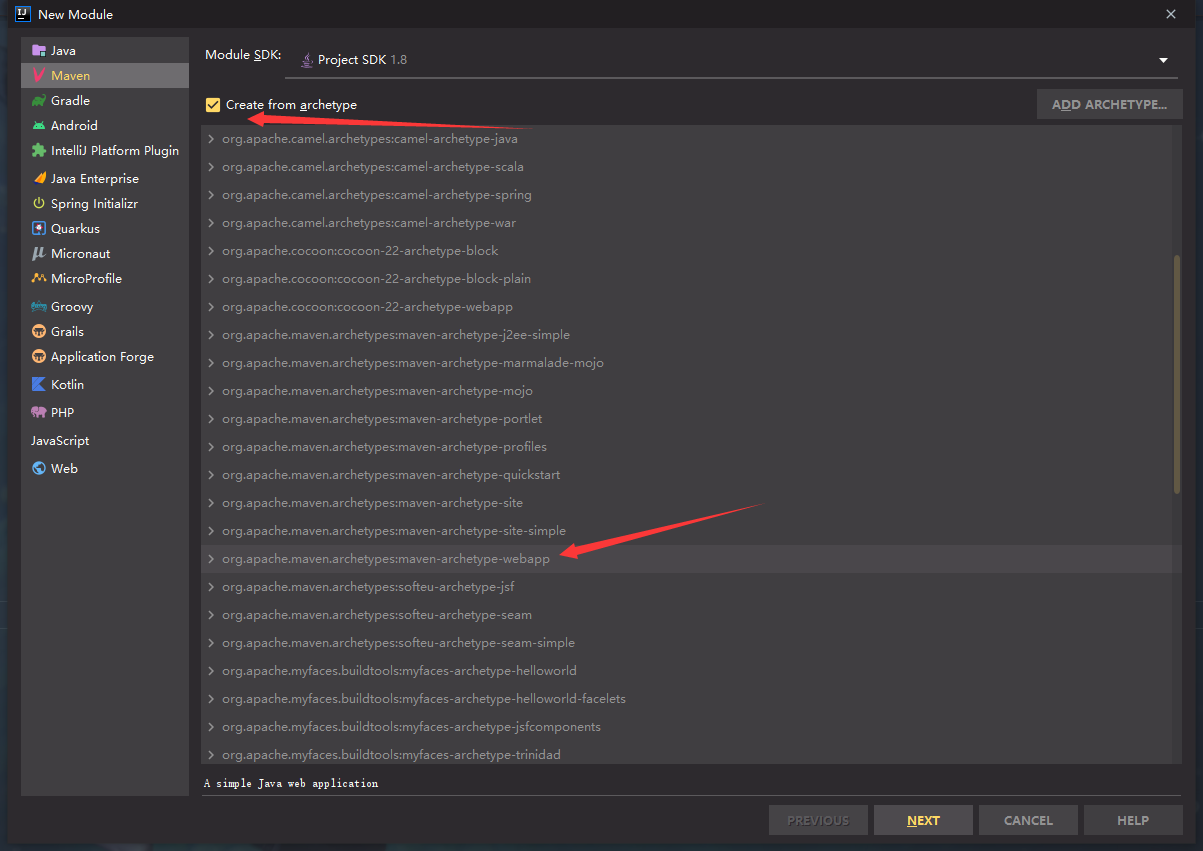 New Module
Java
Maven
Gradle
Android
IntelliJ Platform Plugin
Java Enterprise
Spring Initializr
Quarkus
Micronaut
MicroProfile
Groovy
Grails
Application Forge
Kotlin
PHP
JavaScript
Web
Module SDK:
Project SDK 1.8
Create from archetype
ADD ARCHETYPE...
org.apache.camel.archetypes:camel-archetype-java
org.apache.camel.archetypes:camel-archetype-scala
org.apache.camel.archetypes:camel-archetype-spring
org.apache.camel.archetypes:camel-archetype-war
org.apache.cocoon:cocoon-22-archetype-block
org.apache.cocoon:cocoon-22-archetype-block-plain
org.apache.cocoon:cocoon-22-archetype-webapp
org.apache.maven.archetypes:maven-archetype-j2ee-simple
org.apache.maven.archetypes:maven-archetype-marmalade-mojo
org.apache.maven.archetypes:maven-archetype-mojo
org.apache.maven.archetypes:maven-archetype-portlet
org.apache.maven.archetypes:maven-archetype-profiles
org.apache.maven.archetypes:maven-archetype-quickstart
org.apache.maven.archetypes:maven-archetype-site
org.apache.maven.archetypes:maven-archetype-site-simple
org.apache.maven.archetypes:maven-archetype-webapp
org.apache.maven.archetypes:softeu-archetype-jsf
org.apache.maven.archetypes:softeu-archetype-seam
org.apache.maven.archetypes:softeu-archetype-seam-simple
org.apache.myfaces.buildtools:myfaces-archetype-helloworld
org.apache.myfaces.buildtools:myfaces-archetype-helloworld-facelets
org.apache.myfaces.buildtools:myfaces-archetype-jsfcomponents
org.apache.myfaces.buildtools:myfaces-archetype-trinidad
A simple Java web application
PREVIOUS
NEXT
CANCEL
HELP